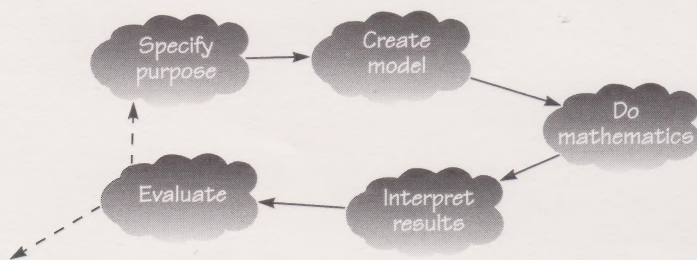 Specify
purpose
Create
model
Do
mathematics
Interpret
results
Evaluate